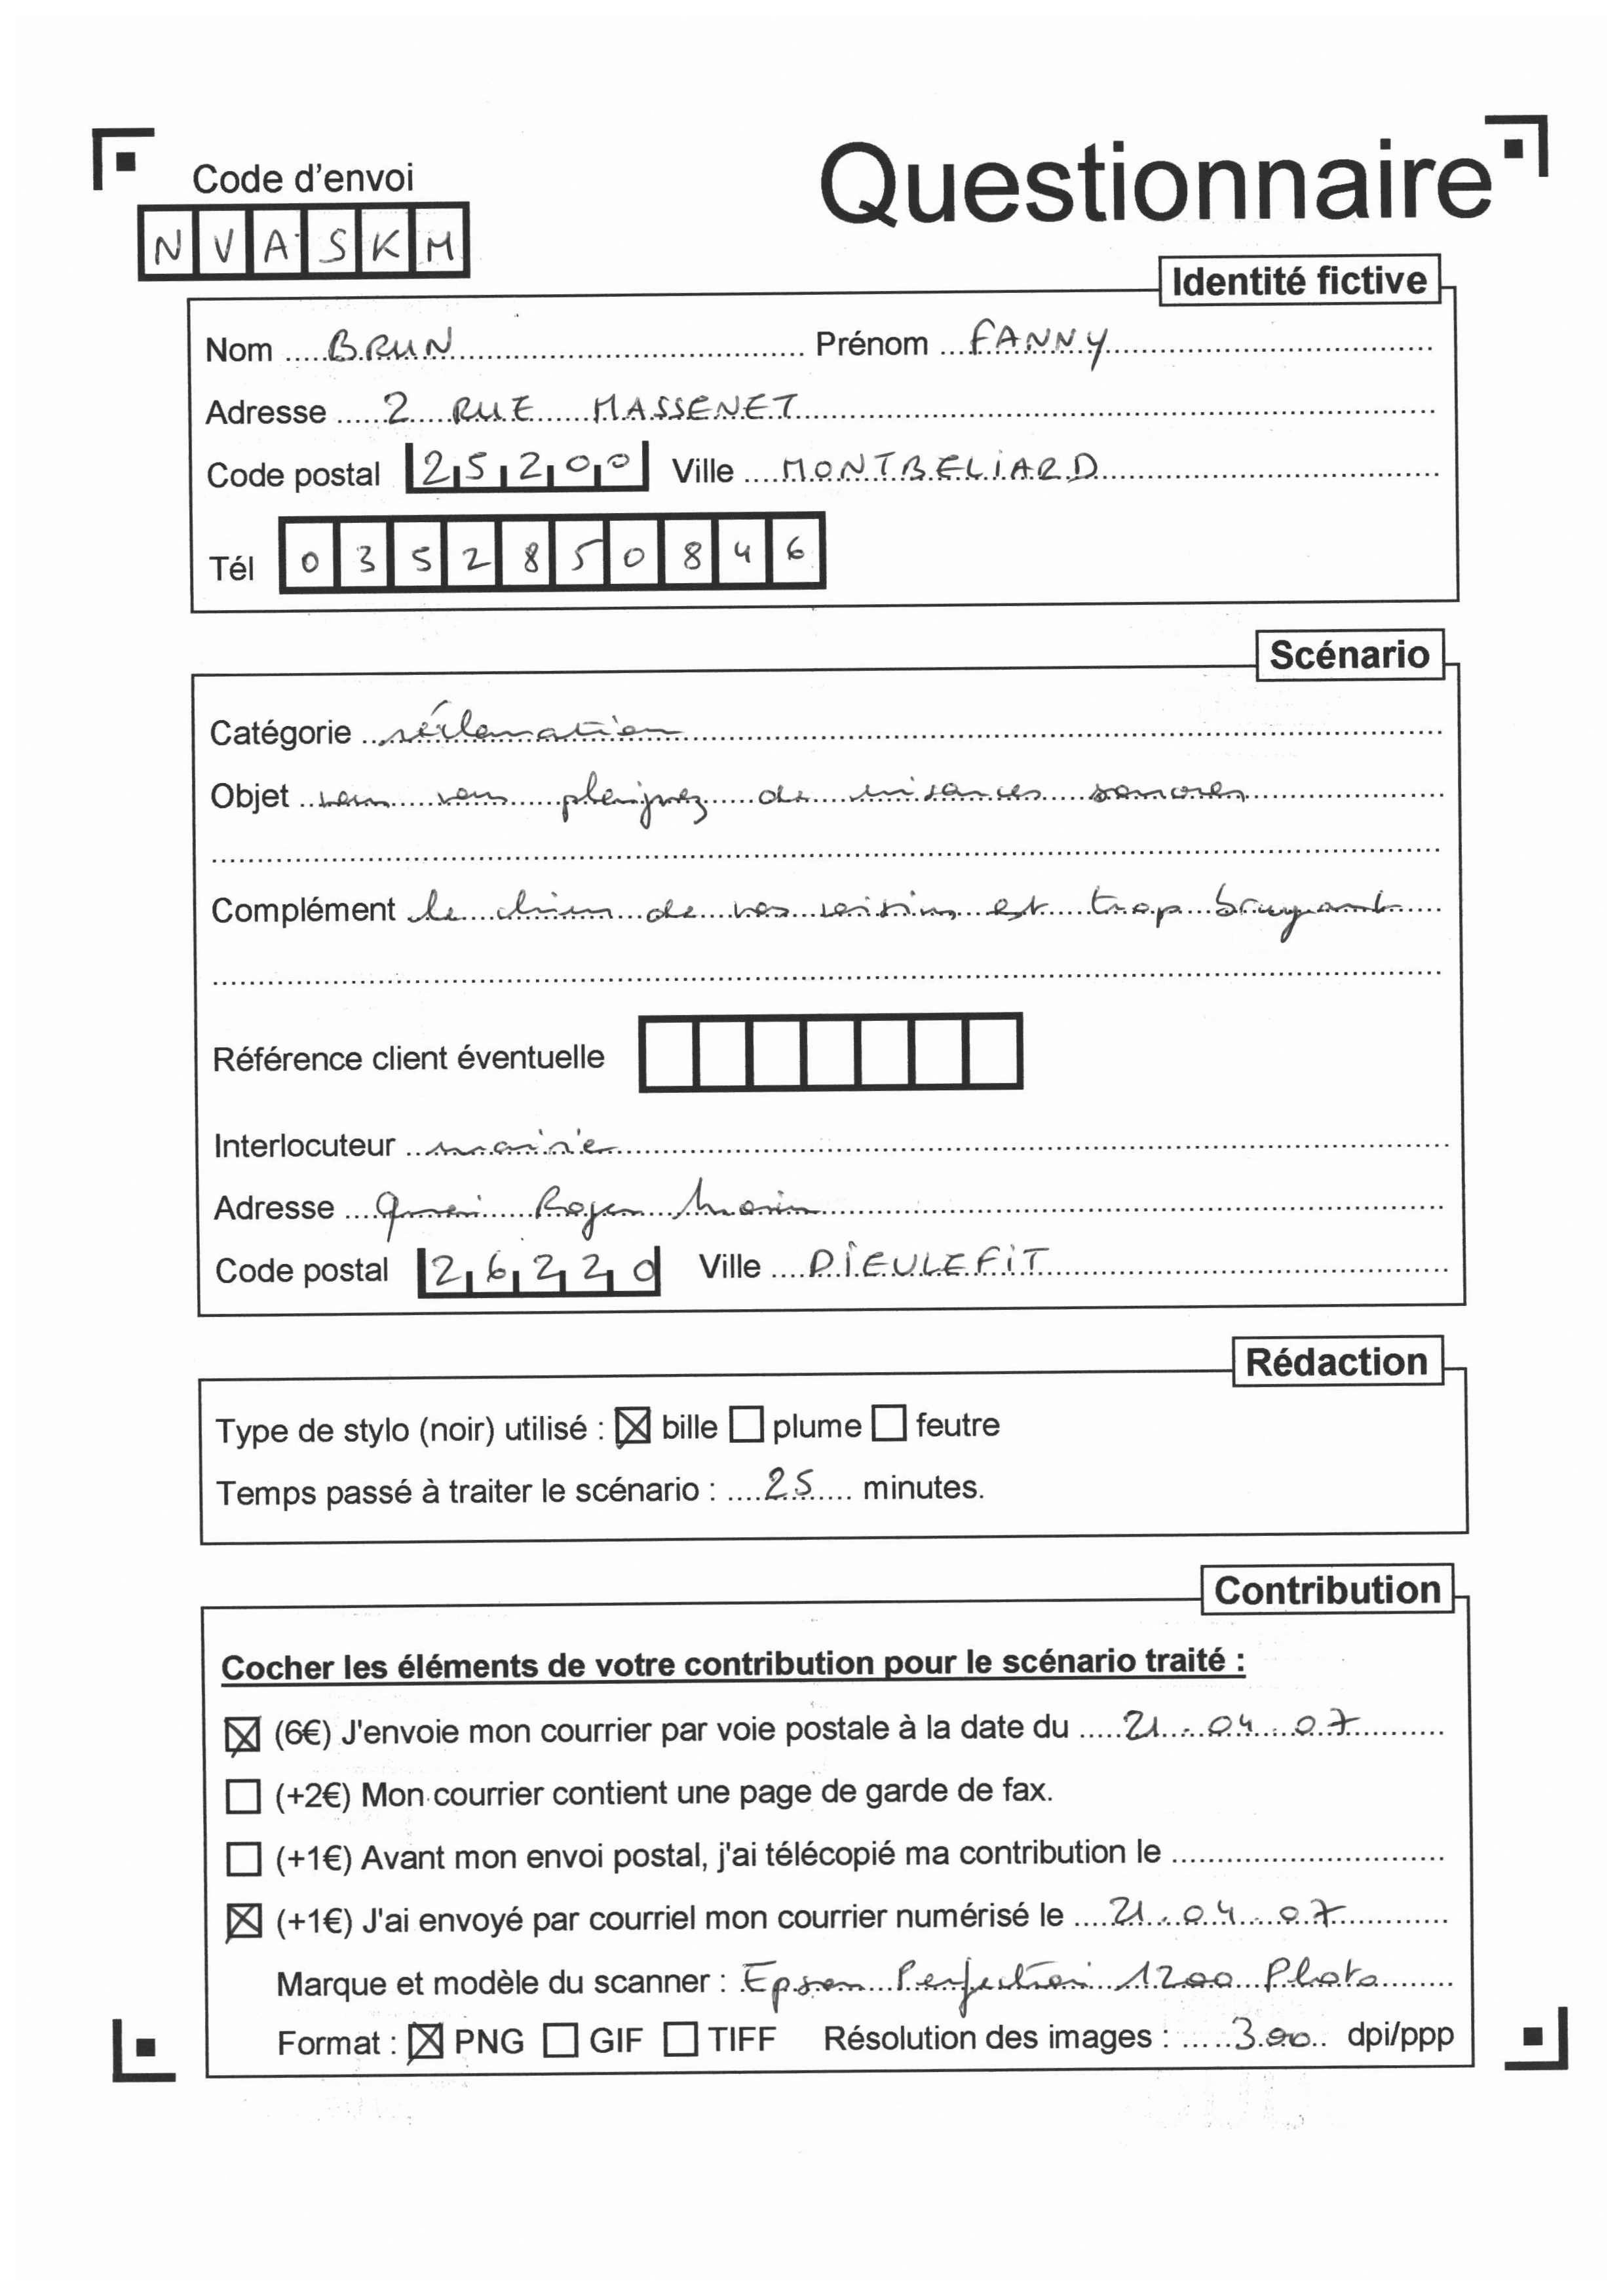 Code d'envoi
Questionnaire
NVASKM
Identité fictive
Nom BRUN Prénom FANNY
Adresse 2 RUE MASSENET
Code postal 25200 Ville MONTBELIARD
Tél 0352850846
Scénario
Catégorie réclamation
Objet vous vous plaignez de nuisances sonores
Complément le chien de vos voisins est trop bruyant
Référence client éventuelle
Interlocuteur mairie
Adresse quai Roger Morin
Code postal 26220 Ville DIEULEFIT
Rédaction
Type de stylo (noir) utilisé : ☒ bille ☐ plume ☐ feutre
Temps passé à traiter le scénario : 25 minutes.
Contribution
Cocher les éléments de votre contribution pour le scénario traité :
☒ (6€) J'envoie mon courrier par voie postale à la date du 21.04.07
☐ (+2€) Mon courrier contient une page de garde de fax.
☐ (+1€) Avant mon envoi postal, j'ai télécopié ma contribution le
☒ (+1€) J'ai envoyé par courriel mon courrier numérisé le 21.04.07
Marque et modèle du scanner : Epson Perfection 1200 Photo
Format : ☒ PNG ☐ GIF ☐ TIFF Résolution des images : 300 dpi/ppp